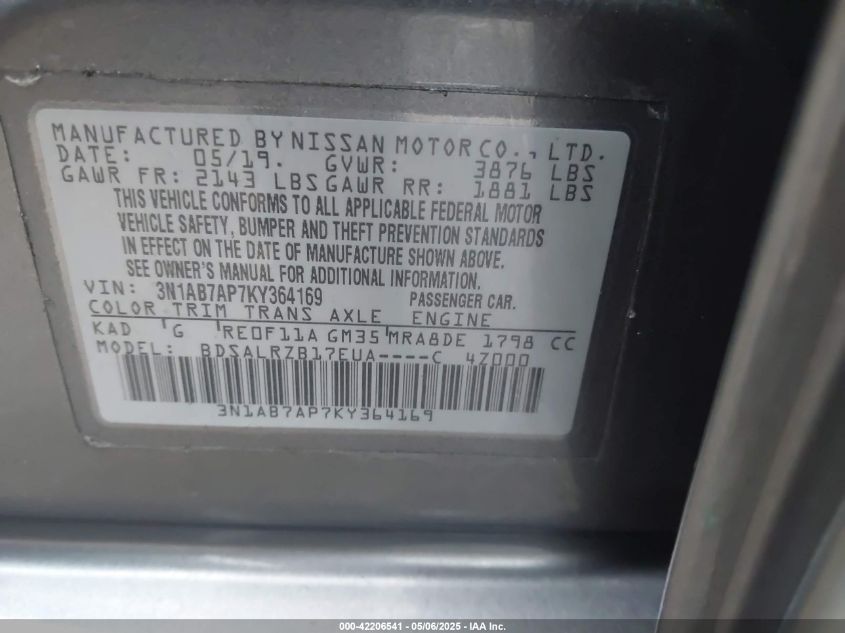 MANUFACTURED BY NISSAN MOTOR CO., LTD.
DATE: 05/19. GVWR: 3876 LBS
GAWR FR: 2143 LBS GAWR RR: 1881 LBS
THIS VEHICLE CONFORMS TO ALL APPLICABLE FEDERAL MOTOR
VEHICLE SAFETY, BUMPER AND THEFT PREVENTION STANDARDS
IN EFFECT ON THE DATE OF MANUFACTURE SHOWN ABOVE.
SEE OWNER'S MANUAL FOR ADDITIONAL INFORMATION.
VIN: 3N1AB7AP7KY364169 PASSENGER CAR.
COLOR TRIM TRANS AXLE ENGINE
KAD G RE0F11A GM35 MRA8DE 1798 CC
MODEL: BDSALRZB17EUA----C 4Z000
3N1AB7AP7KY364169
000-42206541 - 05/06/2025 - IAA Inc.